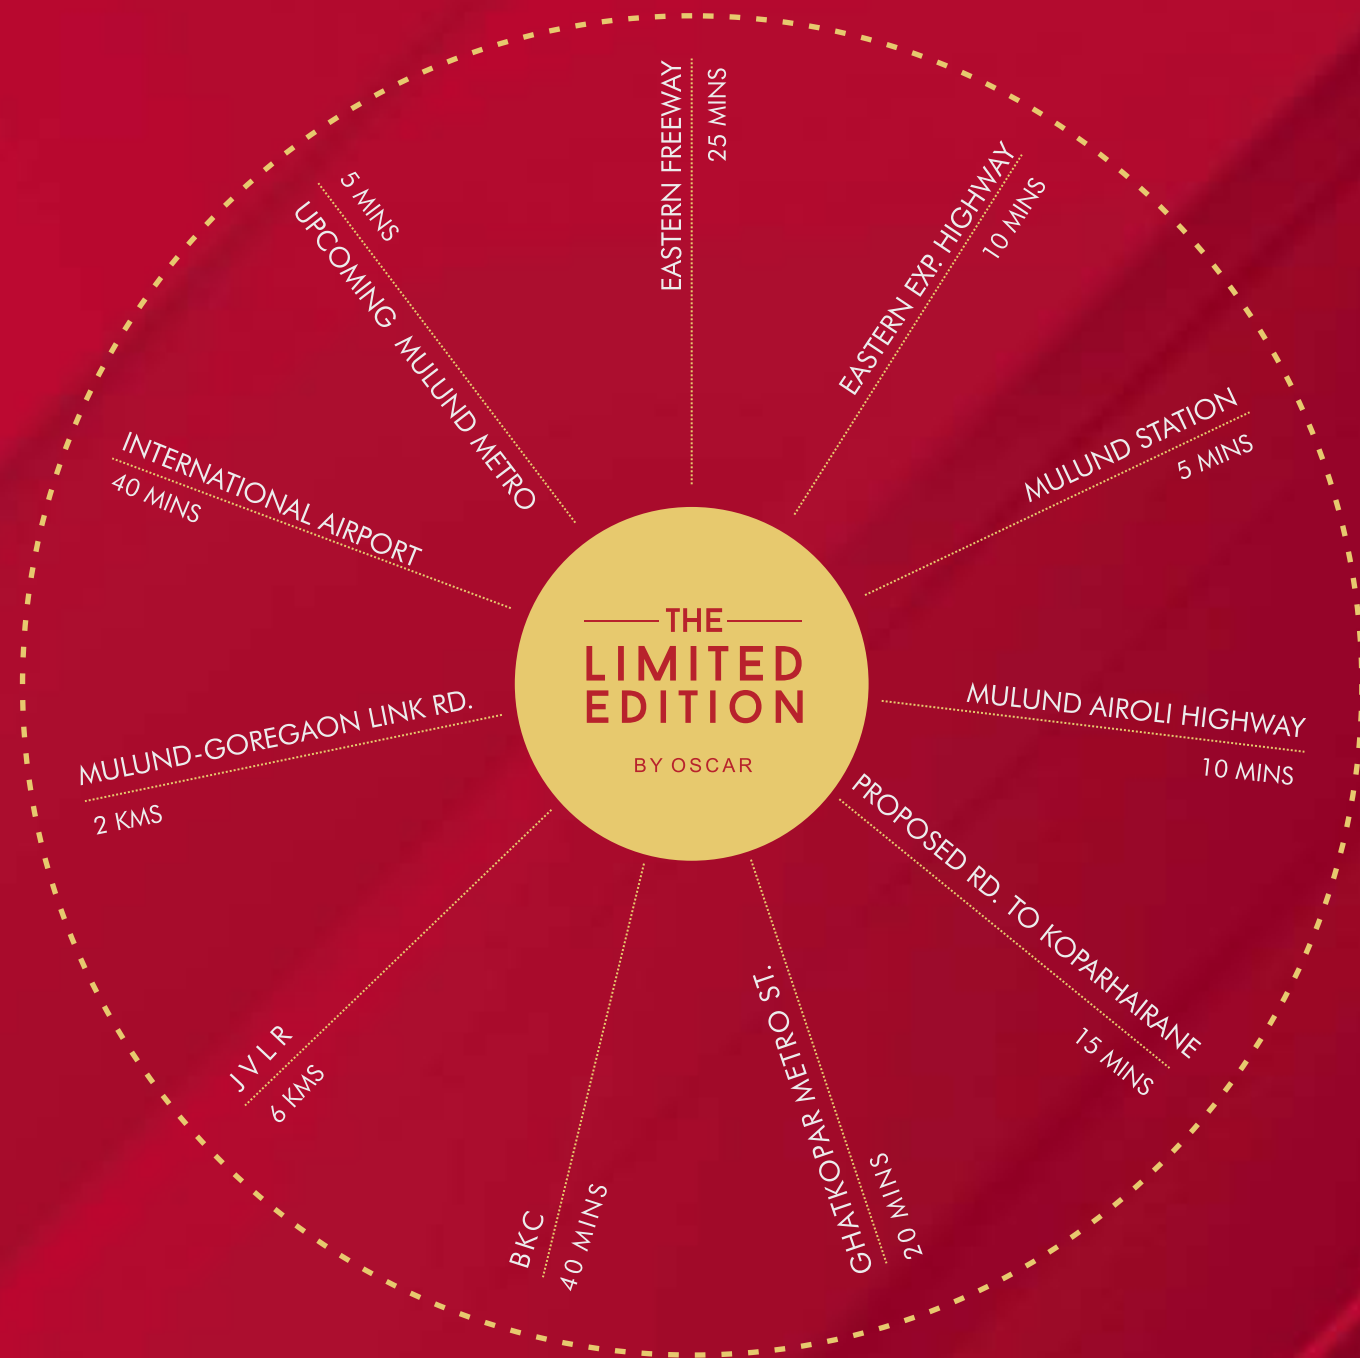 EASTERN FREEWAY
25 MINS
EASTERN EXP. HIGHWAY
10 MINS
MULUND STATION
5 MINS
MULUND AIROLI HIGHWAY
10 MINS
PROPOSED RD. TO KOPARHAIRANE
15 MINS
GHATKOPAR METRO ST.
20 MINS
BKC
40 MINS
J V L R
6 KMS
MULUND-GOREGAON LINK RD.
2 KMS
INTERNATIONAL AIRPORT
40 MINS
5 MINS
UPCOMING MULUND METRO
THE
LIMITED
EDITION
BY OSCAR